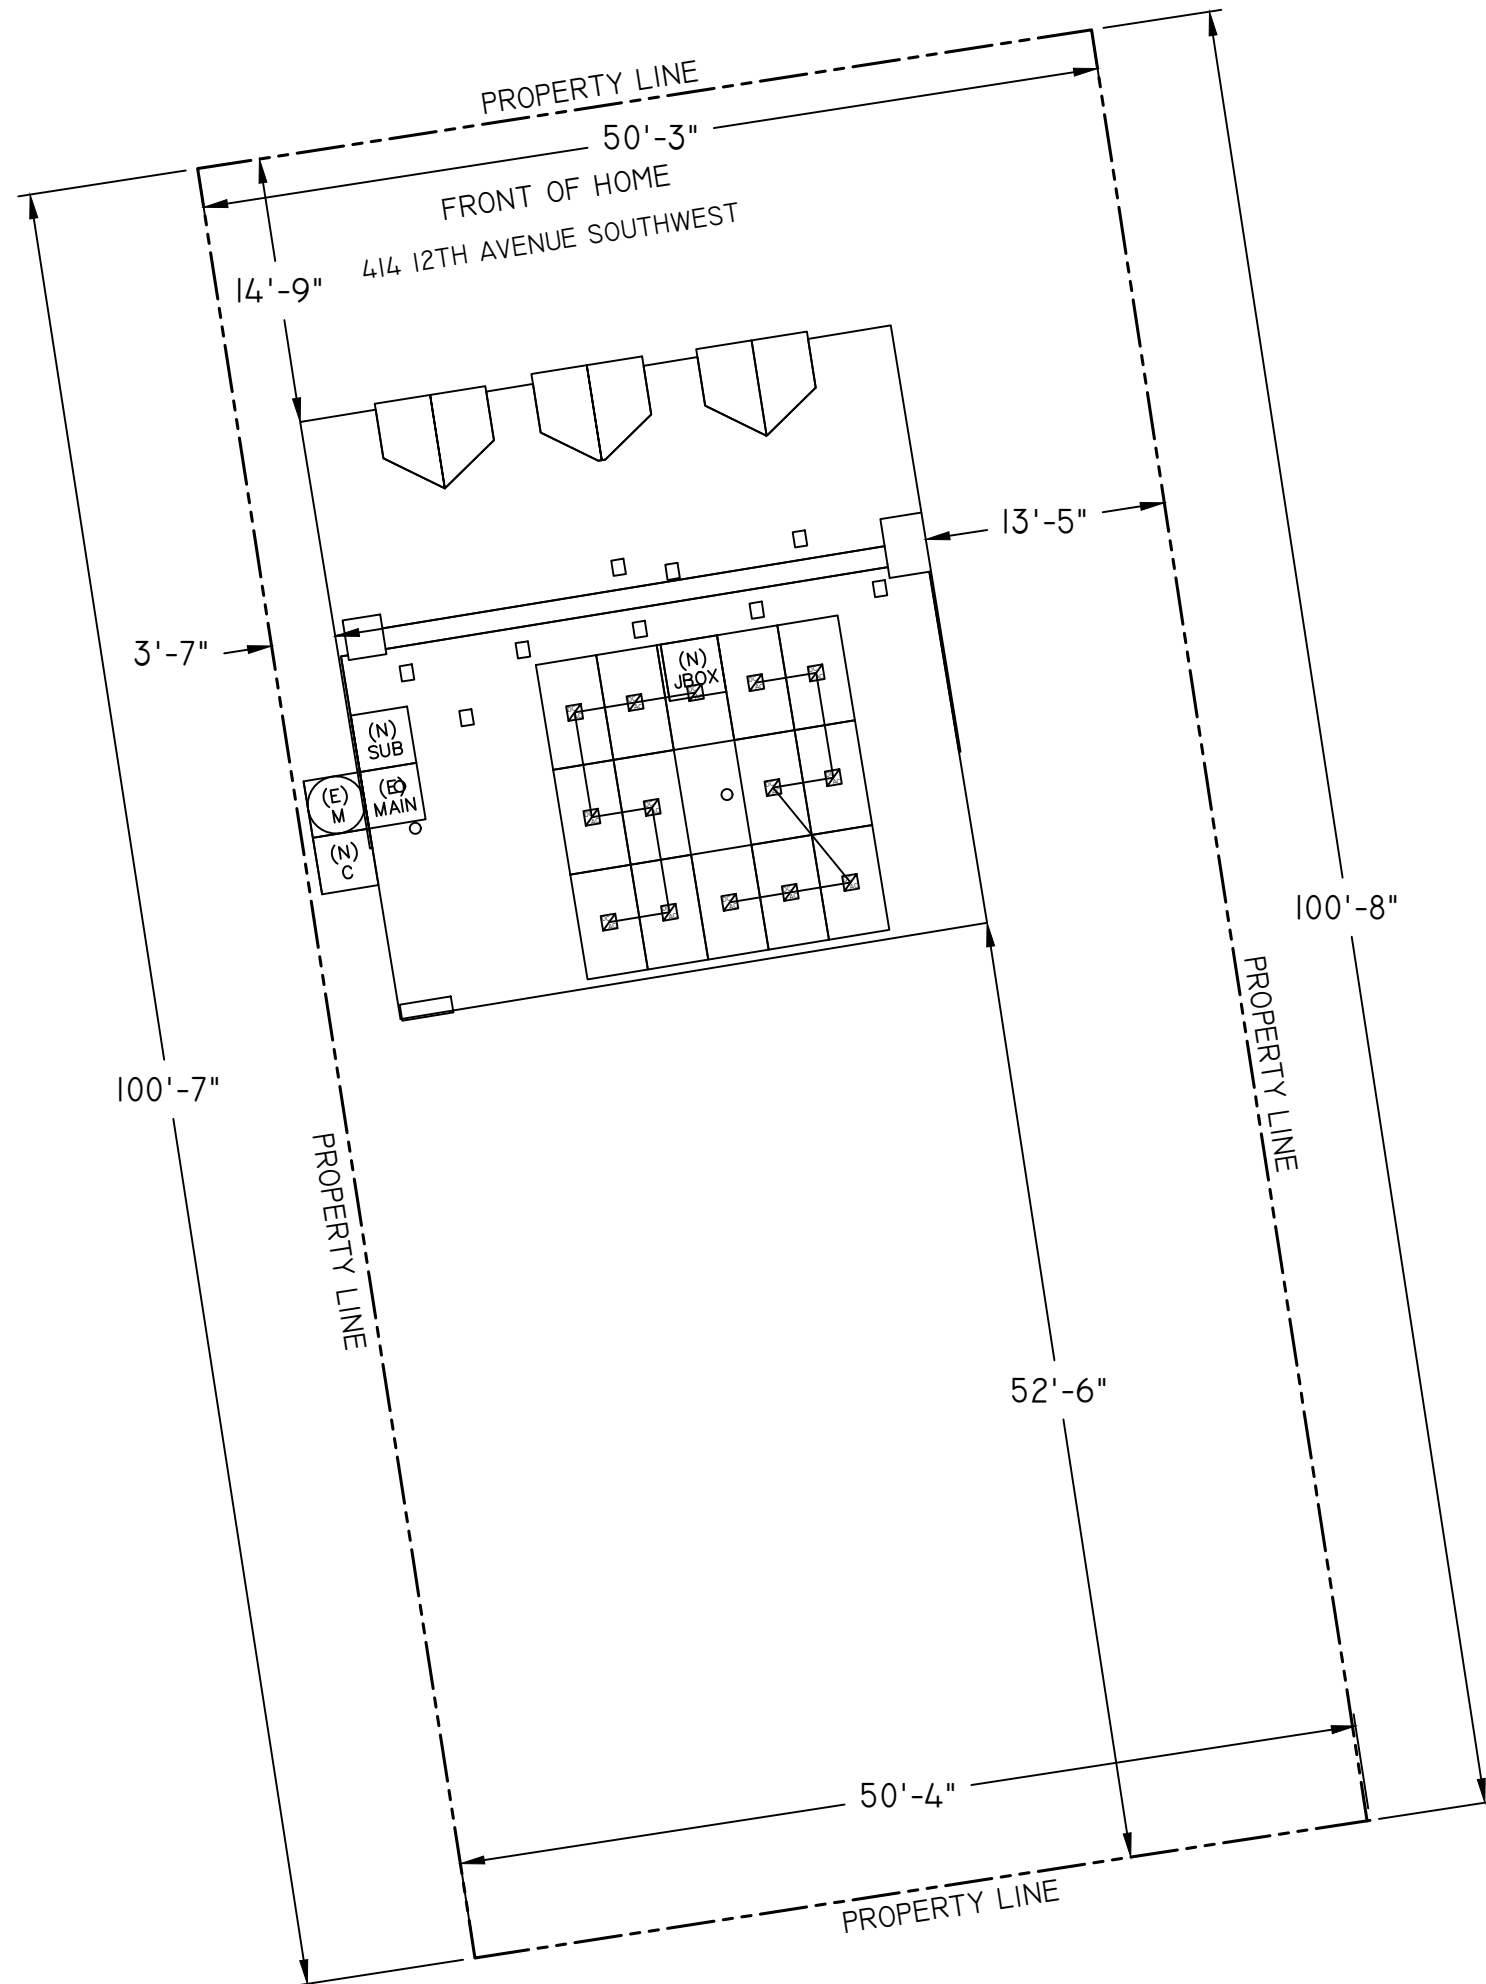 PROPERTY LINE
50'-3"
FRONT OF HOME
414 12TH AVENUE SOUTHWEST
14'-9"
13'-5"
3'-7"
(N)
JBOX
(N)
SUB
(E)
MAIN
(E)
M
(N)
C
100'-8"
PROPERTY LINE
100'-7"
PROPERTY LINE
52'-6"
50'-4"
PROPERTY LINE